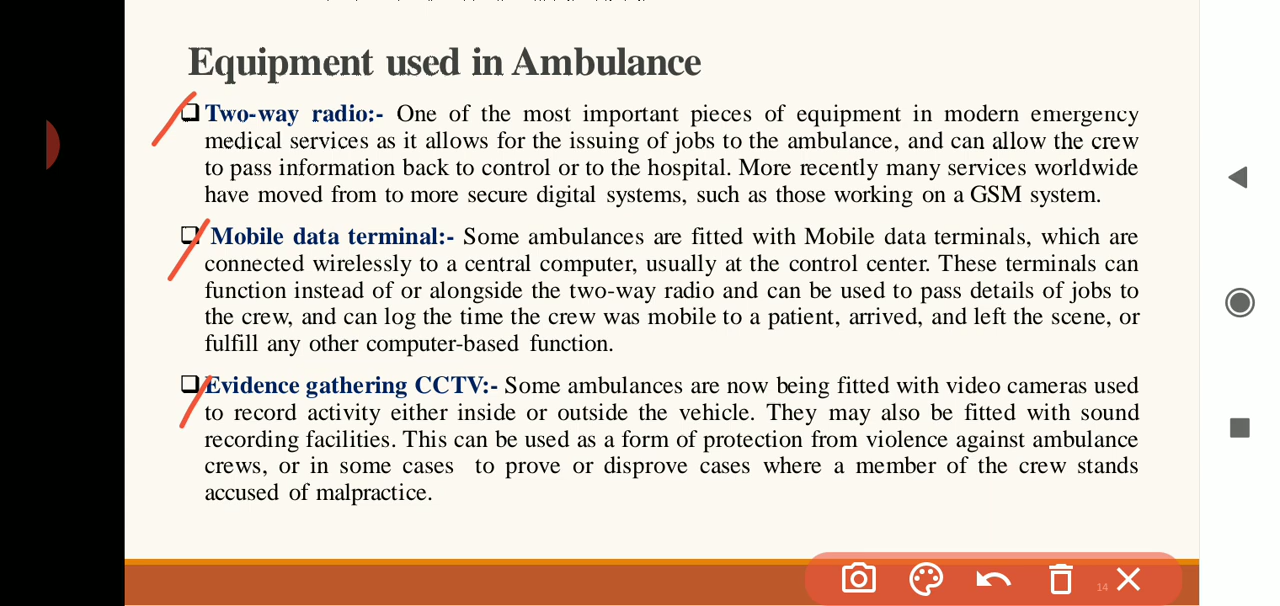 Equipment used in Ambulance
Two-way radio:- One of the most important pieces of equipment in modern emergency
medical services as it allows for the issuing of jobs to the ambulance, and can allow the crew
to pass information back to control or to the hospital. More recently many services worldwide
have moved from to more secure digital systems, such as those working on a GSM system.
Mobile data terminal:- Some ambulances are fitted with Mobile data terminals, which are
connected wirelessly to a central computer, usually at the control center. These terminals can
function instead of or alongside the two-way radio and can be used to pass details of jobs to
the crew, and can log the time the crew was mobile to a patient, arrived, and left the scene, or
fulfill any other computer-based function.
Evidence gathering CCTV:- Some ambulances are now being fitted with video cameras used
to record activity either inside or outside the vehicle. They may also be fitted with sound
recording facilities. This can be used as a form of protection from violence against ambulance
crews, or in some cases to prove or disprove cases where a member of the crew stands
accused of malpractice.
14